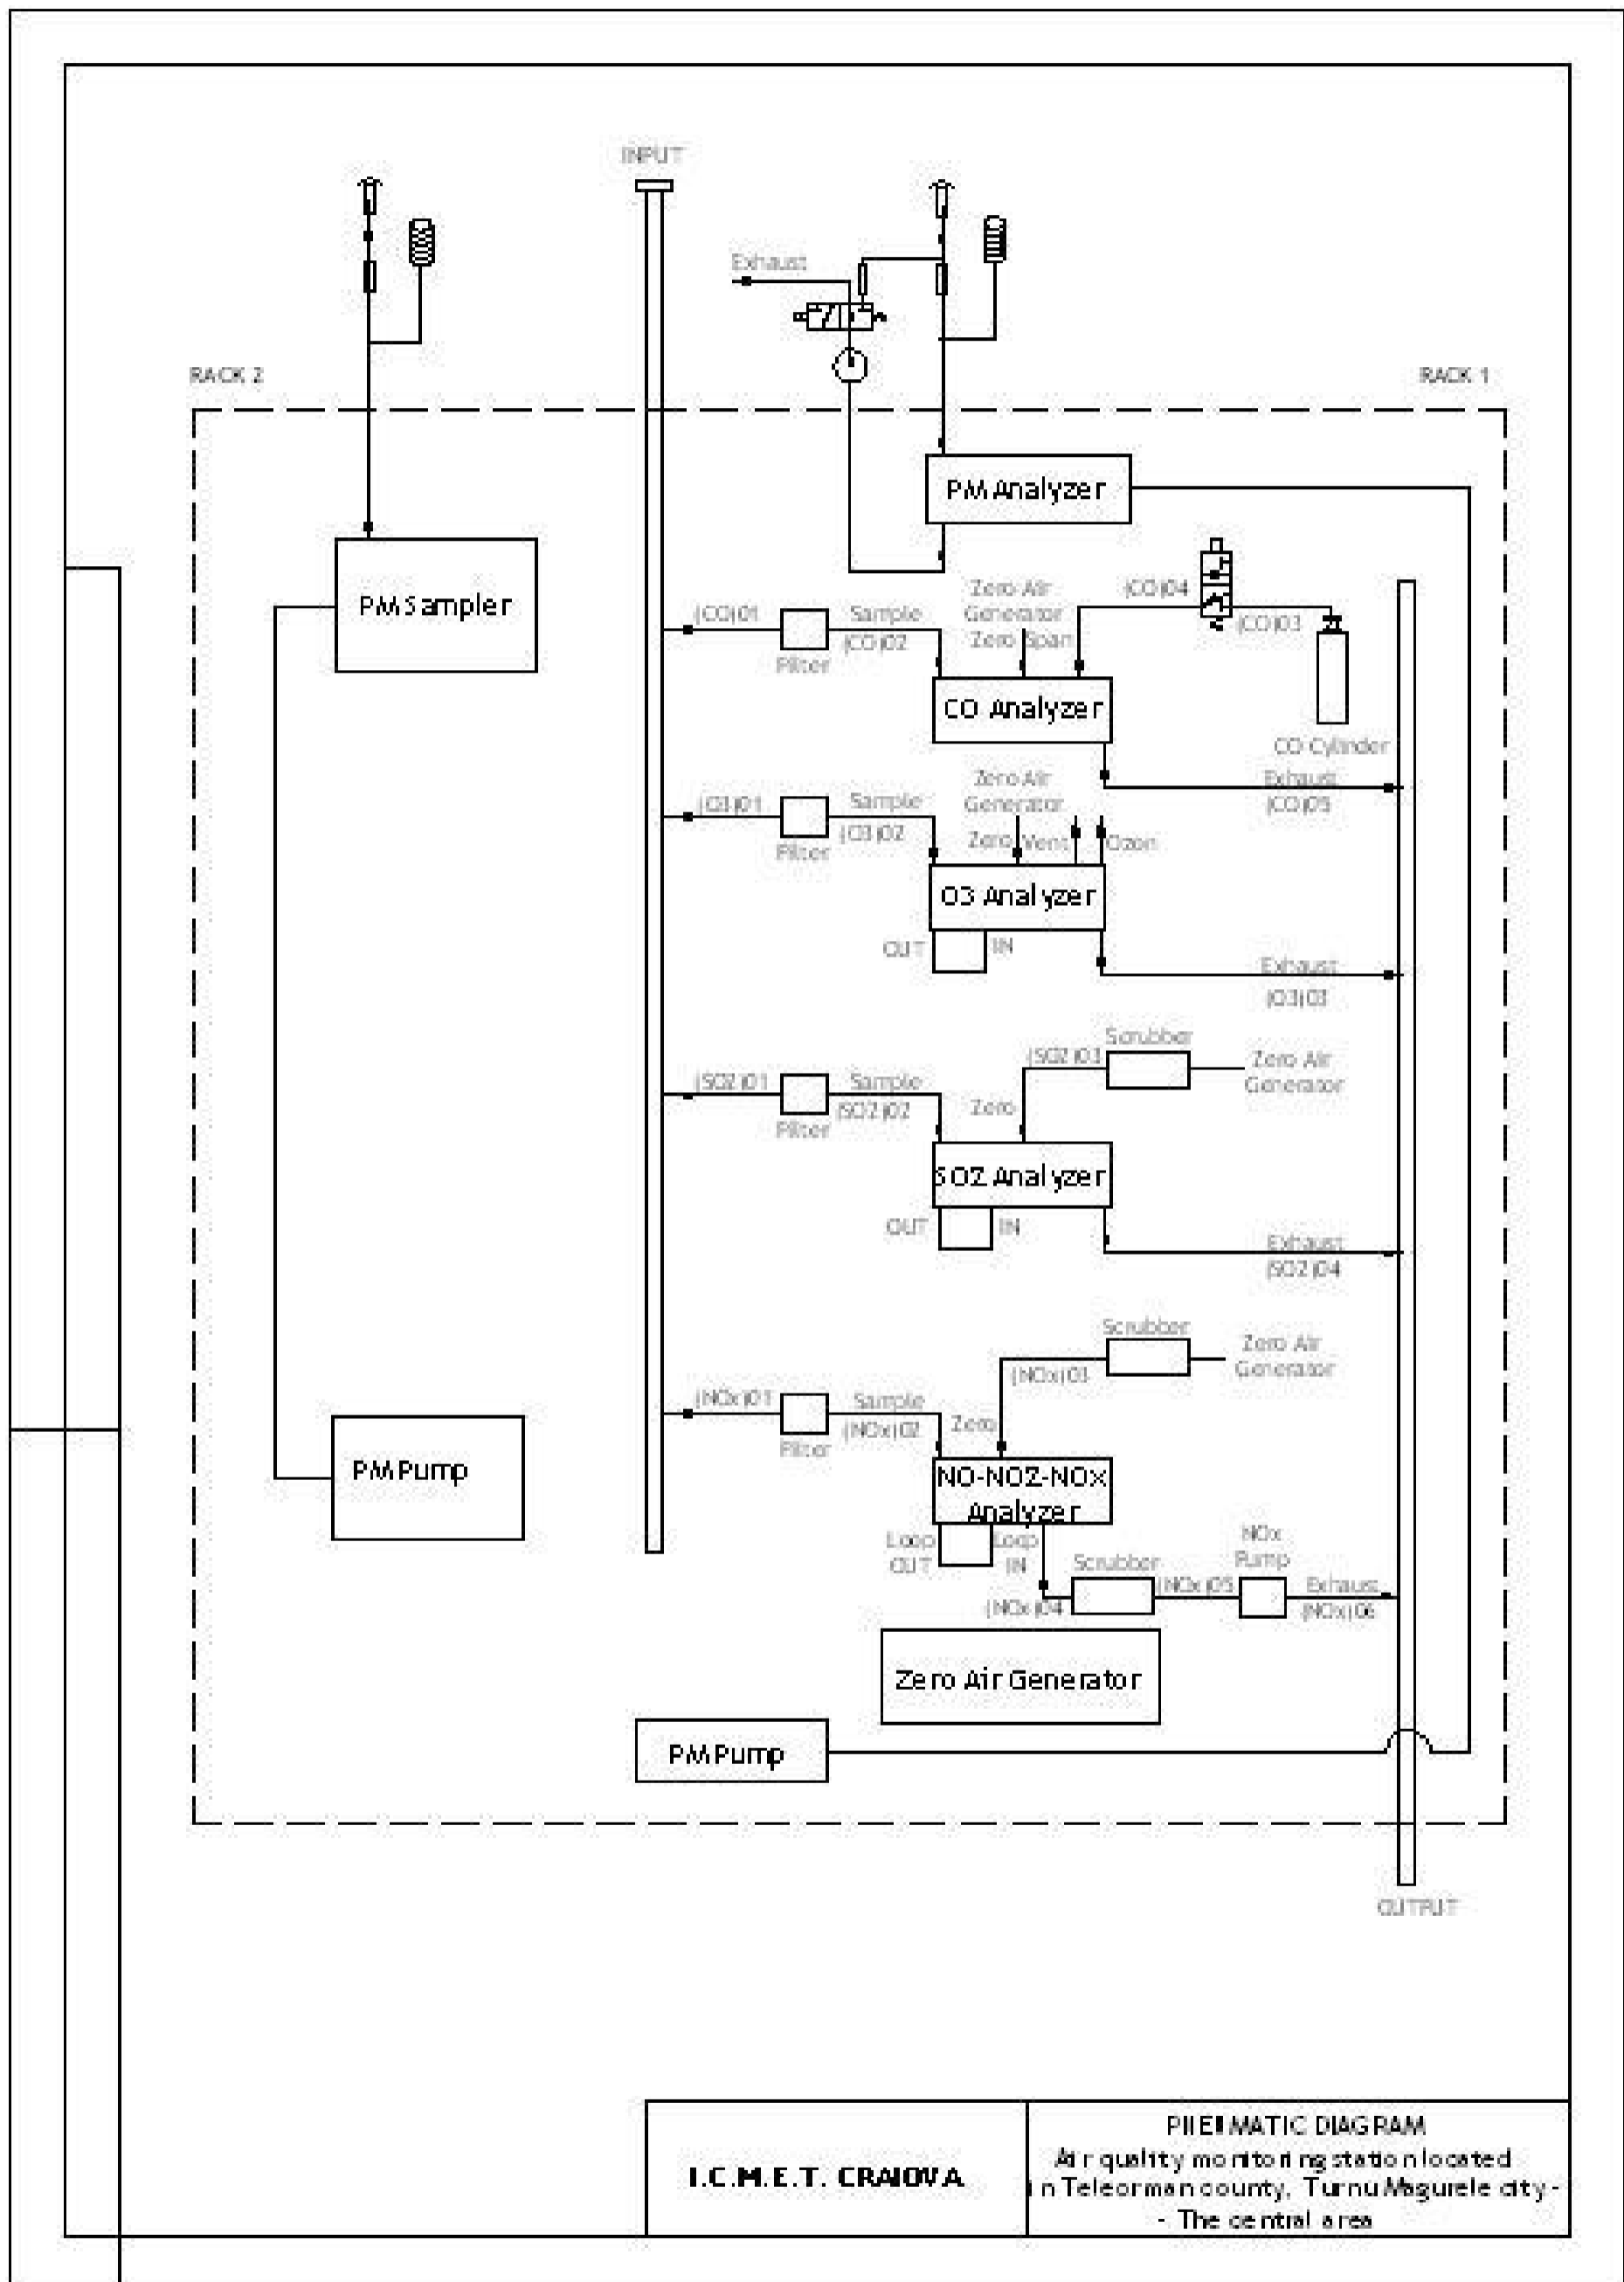 INPUT
Exhaust
RACK 2
RACK 1
PM Analyzer
PM Sampler
(CO)01
Filter
Sample
(CO)02
Zero Air
Generator
Zero
Span
(CO)04
(CO)03
CO Analyzer
CO Cylinder
Exhaust
(CO)05
(O3)01
Filter
Sample
(O3)02
Zero Air
Generator
Zero
Vent
Ozon
O3 Analyzer
OUT
IN
Exhaust
(O3)03
(SO2)01
Filter
Sample
(SO2)02
Zero
(SO2)03
Scrubber
Zero Air
Generator
SO2 Analyzer
OUT
IN
Exhaust
(SO2)04
(NOx)01
Filter
Sample
(NOx)02
Zero
(NOx)03
Scrubber
Zero Air
Generator
NO-NO2-NOx
Analyzer
Loop
OUT
Loop
IN
(NOx)04
Scrubber
(NOx)05
NOx
Pump
Exhaust
(NOx)06
PM Pump
Zero Air Generator
PM Pump
OUTPUT
I.C.M.E.T. CRAIOVA
PNEUMATIC DIAGRAM
Air quality monitoring station located
in Teleorman county, Turnu Magurele city -
- The central area